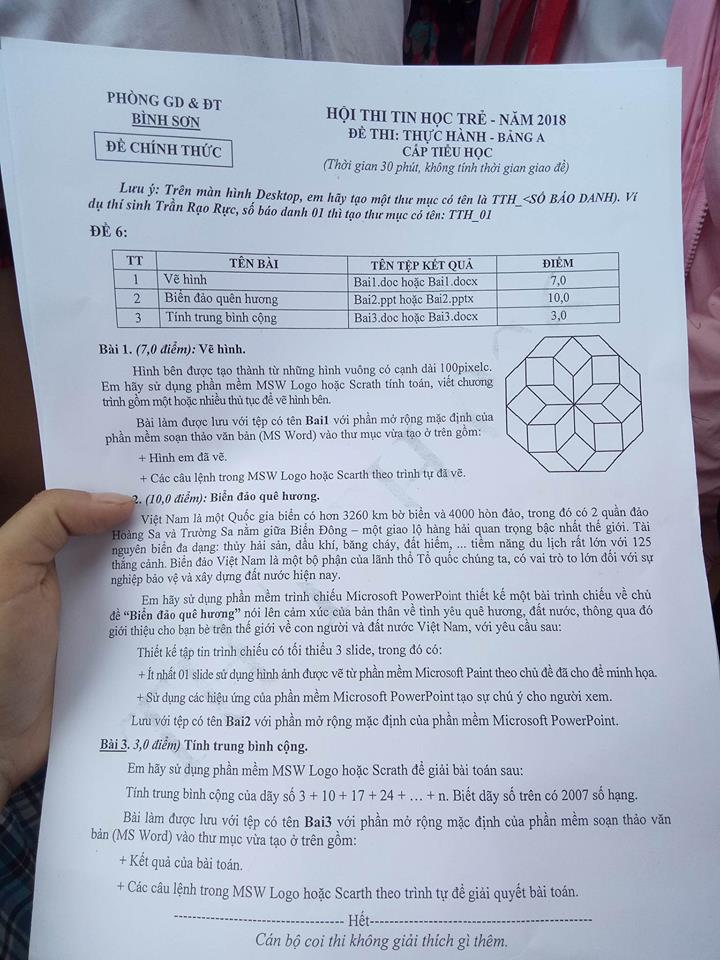 PHÒNG GD & ĐT
BÌNH SƠN
ĐỀ CHÍNH THỨC
HỘI THI TIN HỌC TRẺ - NĂM 2018
ĐỀ THI: THỰC HÀNH - BẢNG A
CẤP TIỂU HỌC
(Thời gian 30 phút, không tính thời gian giao đề)
Lưu ý: Trên màn hình Desktop, em hãy tạo một thư mục có tên là TTH_<SỐ BÁO DANH). Ví
dụ thí sinh Trần Rạo Rực, số báo danh 01 thì tạo thư mục có tên: TTH_01
ĐỀ 6:
TT TÊN BÀI TÊN TỆP KẾT QUẢ ĐIỂM
1 Vẽ hình Bai1.doc hoặc Bai1.docx 7,0
2 Biển đảo quên hương Bai2.ppt hoặc Bai2.pptx 10,0
3 Tính trung bình cộng Bai3.doc hoặc Bai3.docx 3,0
Bài 1. (7,0 điểm): Vẽ hình.
Hình bên được tạo thành từ những hình vuông có cạnh dài 100pixelc.
Em hãy sử dụng phần mềm MSW Logo hoặc Scrath tính toán, viết chương
trình gồm một hoặc nhiều thủ tục để vẽ hình bên.
Bài làm được lưu với tệp có tên Bai1 với phần mở rộng mặc định của
phần mềm soạn thảo văn bản (MS Word) vào thư mục vừa tạo ở trên gồm:
+ Hình em đã vẽ.
+ Các câu lệnh trong MSW Logo hoặc Scarth theo trình tự đã vẽ.
2. (10,0 điểm): Biển đảo quê hương.
Việt Nam là một Quốc gia biển có hơn 3260 km bờ biển và 4000 hòn đảo, trong đó có 2 quần đảo
Hoàng Sa và Trường Sa nằm giữa Biển Đông – một giao lộ hàng hải quan trọng bậc nhất thế giới. Tài
nguyên biển đa dạng: thủy hải sản, dầu khí, băng cháy, đất hiếm, ... tiềm năng du lịch rất lớn với 125
thắng cảnh. Biển đảo Việt Nam là một bộ phận của lãnh thổ Tổ quốc chúng ta, có vai trò to lớn đối với sự
nghiệp bảo vệ và xây dựng đất nước hiện nay.
Em hãy sử dụng phần mềm trình chiếu Microsoft PowerPoint thiết kế một bài trình chiếu về chủ
đề “Biển đảo quê hương” nói lên cảm xúc của bản thân về tình yêu quê hương, đất nước, thông qua đó
giới thiệu cho bạn bè trên thế giới về con người và đất nước Việt Nam, với yêu cầu sau:
Thiết kế tập tin trình chiếu có tối thiểu 3 slide, trong đó có:
+ Ít nhất 01 slide sử dụng hình ảnh được vẽ từ phần mềm Microsoft Paint theo chủ đề đã cho để minh họa.
+ Sử dụng các hiệu ứng của phần mềm Microsoft PowerPoint tạo sự chú ý cho người xem.
Lưu với tệp có tên Bai2 với phần mở rộng mặc định của phần mềm Microsoft PowerPoint.
Bài 3. 3,0 điểm) Tính trung bình cộng.
Em hãy sử dụng phần mềm MSW Logo hoặc Scrath để giải bài toán sau:
Tính trung bình cộng của dãy số 3 + 10 + 17 + 24 + … + n. Biết dãy số trên có 2007 số hạng.
Bài làm được lưu với tệp có tên Bai3 với phần mở rộng mặc định của phần mềm soạn thảo văn
bản (MS Word) vào thư mục vừa tạo ở trên gồm:
+ Kết quả của bài toán.
+ Các câu lệnh trong MSW Logo hoặc Scarth theo trình tự để giải quyết bài toán.
---------------------------------- Hết---------------------------------------------
Cán bộ coi thi không giải thích gì thêm.